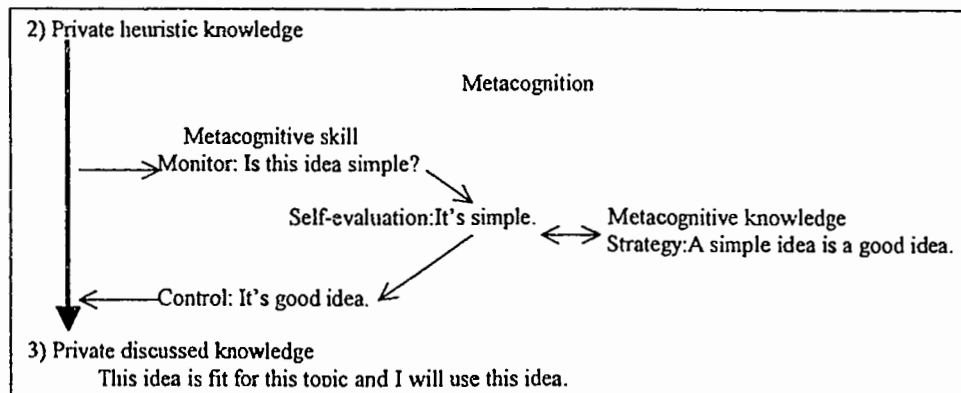 2) Private heuristic knowledge
Metacognition
Metacognitive skill
Monitor: Is this idea simple?
Self-evaluation:It's simple.
Metacognitive knowledge
Strategy:A simple idea is a good idea.
Control: It's good idea.
3) Private discussed knowledge
This idea is fit for this topic and I will use this idea.